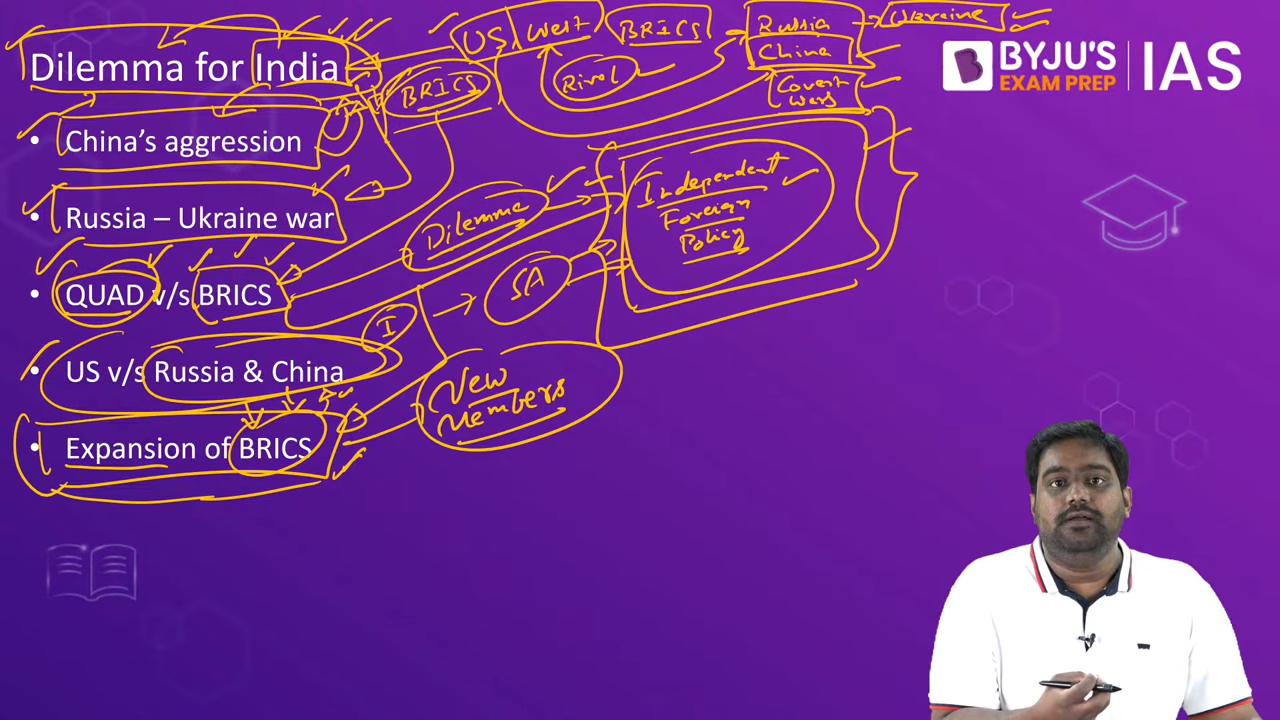 Dilemma for India
• China's aggression
• Russia – Ukraine war
• QUAD v/s BRICS
• US v/s Russia & China
• Expansion of BRICS
US West BRICS
Russia → Ukraine
China
Covert
Wars
Rival
BRICS
Dilemma
Independent
Foreign
Policy
I → SA
New
Members
BYJU'S
EXAM PREP
IAS